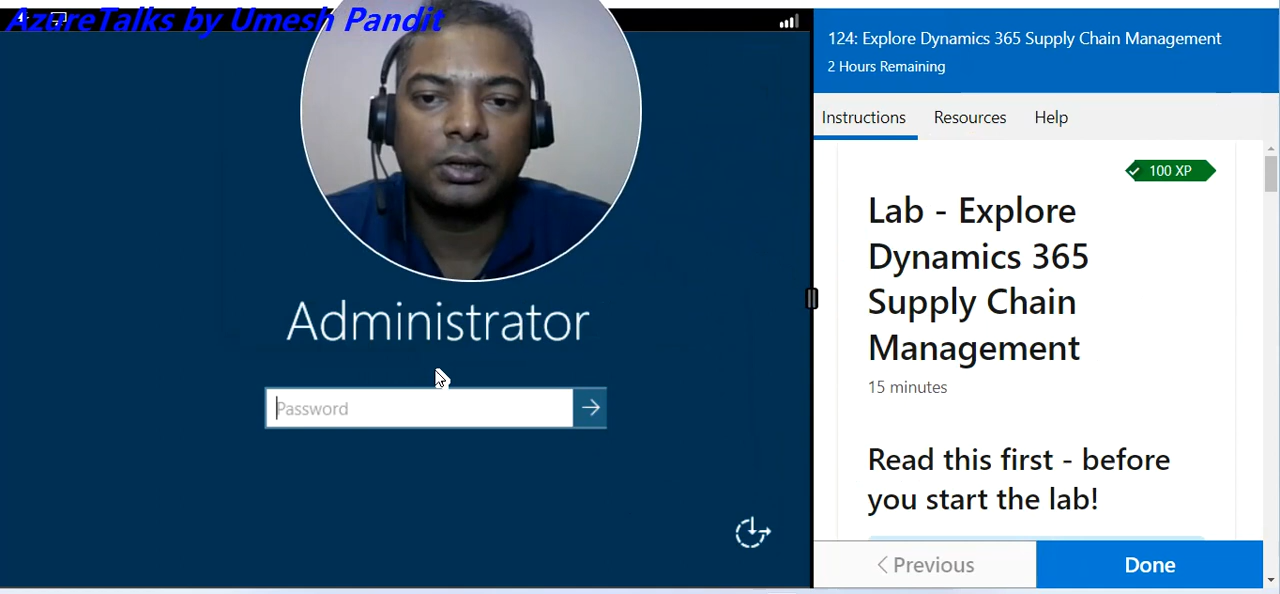 AzureTalks by Umesh Pandit
124: Explore Dynamics 365 Supply Chain Management
2 Hours Remaining
Instructions Resources Help
100 XP
Lab - Explore
Dynamics 365
Supply Chain
Management
15 minutes
Read this first - before
you start the lab!
Administrator
Password
< Previous Done